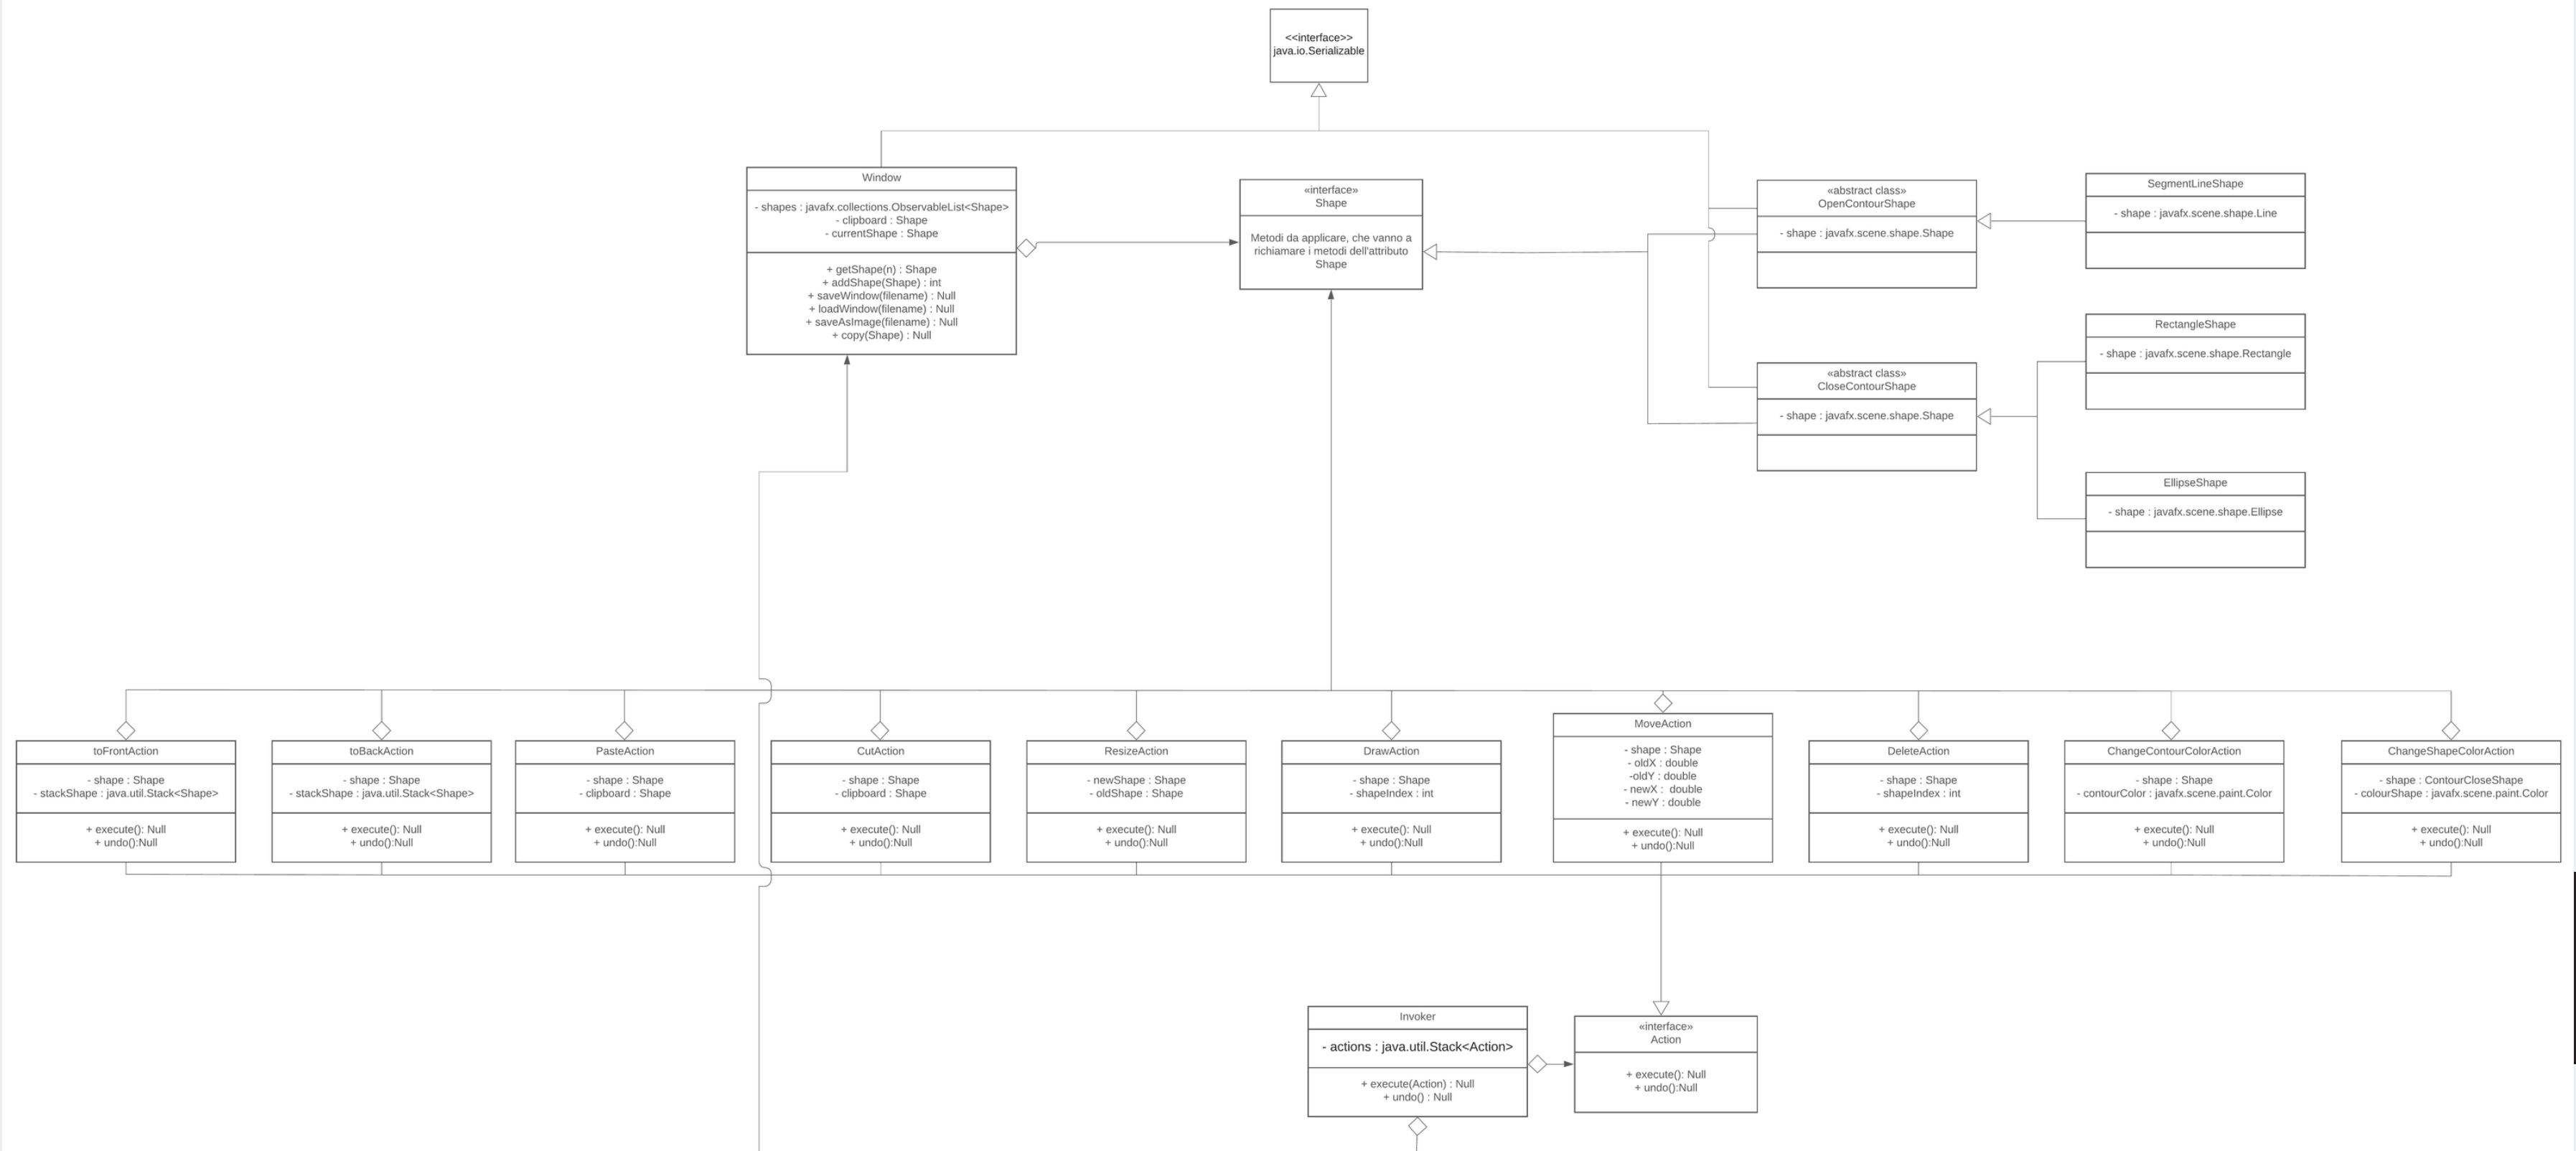 <<interface>>
java.io.Serializable
Window
- shapes : javafx.collections.ObservableList<Shape>
- clipboard : Shape
- currentShape : Shape
+ getShape(n) : Shape
+ addShape(Shape) : int
+ saveWindow(filename) : Null
+ loadWindow(filename) : Null
+ saveAsImage(filename) : Null
+ copy(Shape) : Null
«interface»
Shape
Metodi da applicare, che vanno a
richiamare i metodi dell'attributo
Shape
«abstract class»
OpenContourShape
- shape : javafx.scene.shape.Shape
SegmentLineShape
- shape : javafx.scene.shape.Line
RectangleShape
- shape : javafx.scene.shape.Rectangle
«abstract class»
CloseContourShape
- shape : javafx.scene.shape.Shape
EllipseShape
- shape : javafx.scene.shape.Ellipse
toFrontAction
- shape : Shape
- stackShape : java.util.Stack<Shape>
+ execute(): Null
+ undo():Null
toBackAction
- shape : Shape
- stackShape : java.util.Stack<Shape>
+ execute(): Null
+ undo():Null
PasteAction
- shape : Shape
- clipboard : Shape
+ execute(): Null
+ undo():Null
CutAction
- shape : Shape
- clipboard : Shape
+ execute(): Null
+ undo():Null
ResizeAction
- newShape : Shape
- oldShape : Shape
+ execute(): Null
+ undo():Null
DrawAction
- shape : Shape
- shapeIndex : int
+ execute(): Null
+ undo():Null
MoveAction
- shape : Shape
- oldX : double
-oldY : double
- newX :  double
- newY : double
+ execute(): Null
+ undo():Null
DeleteAction
- shape : Shape
- shapeIndex : int
+ execute(): Null
+ undo():Null
ChangeContourColorAction
- shape : Shape
- contourColor : javafx.scene.paint.Color
+ execute(): Null
+ undo():Null
ChangeShapeColorAction
- shape : ContourCloseShape
- colourShape : javafx.scene.paint.Color
+ execute(): Null
+ undo():Null
Invoker
- actions : java.util.Stack<Action>
+ execute(Action) : Null
+ undo() : Null
«interface»
Action
+ execute(): Null
+ undo():Null